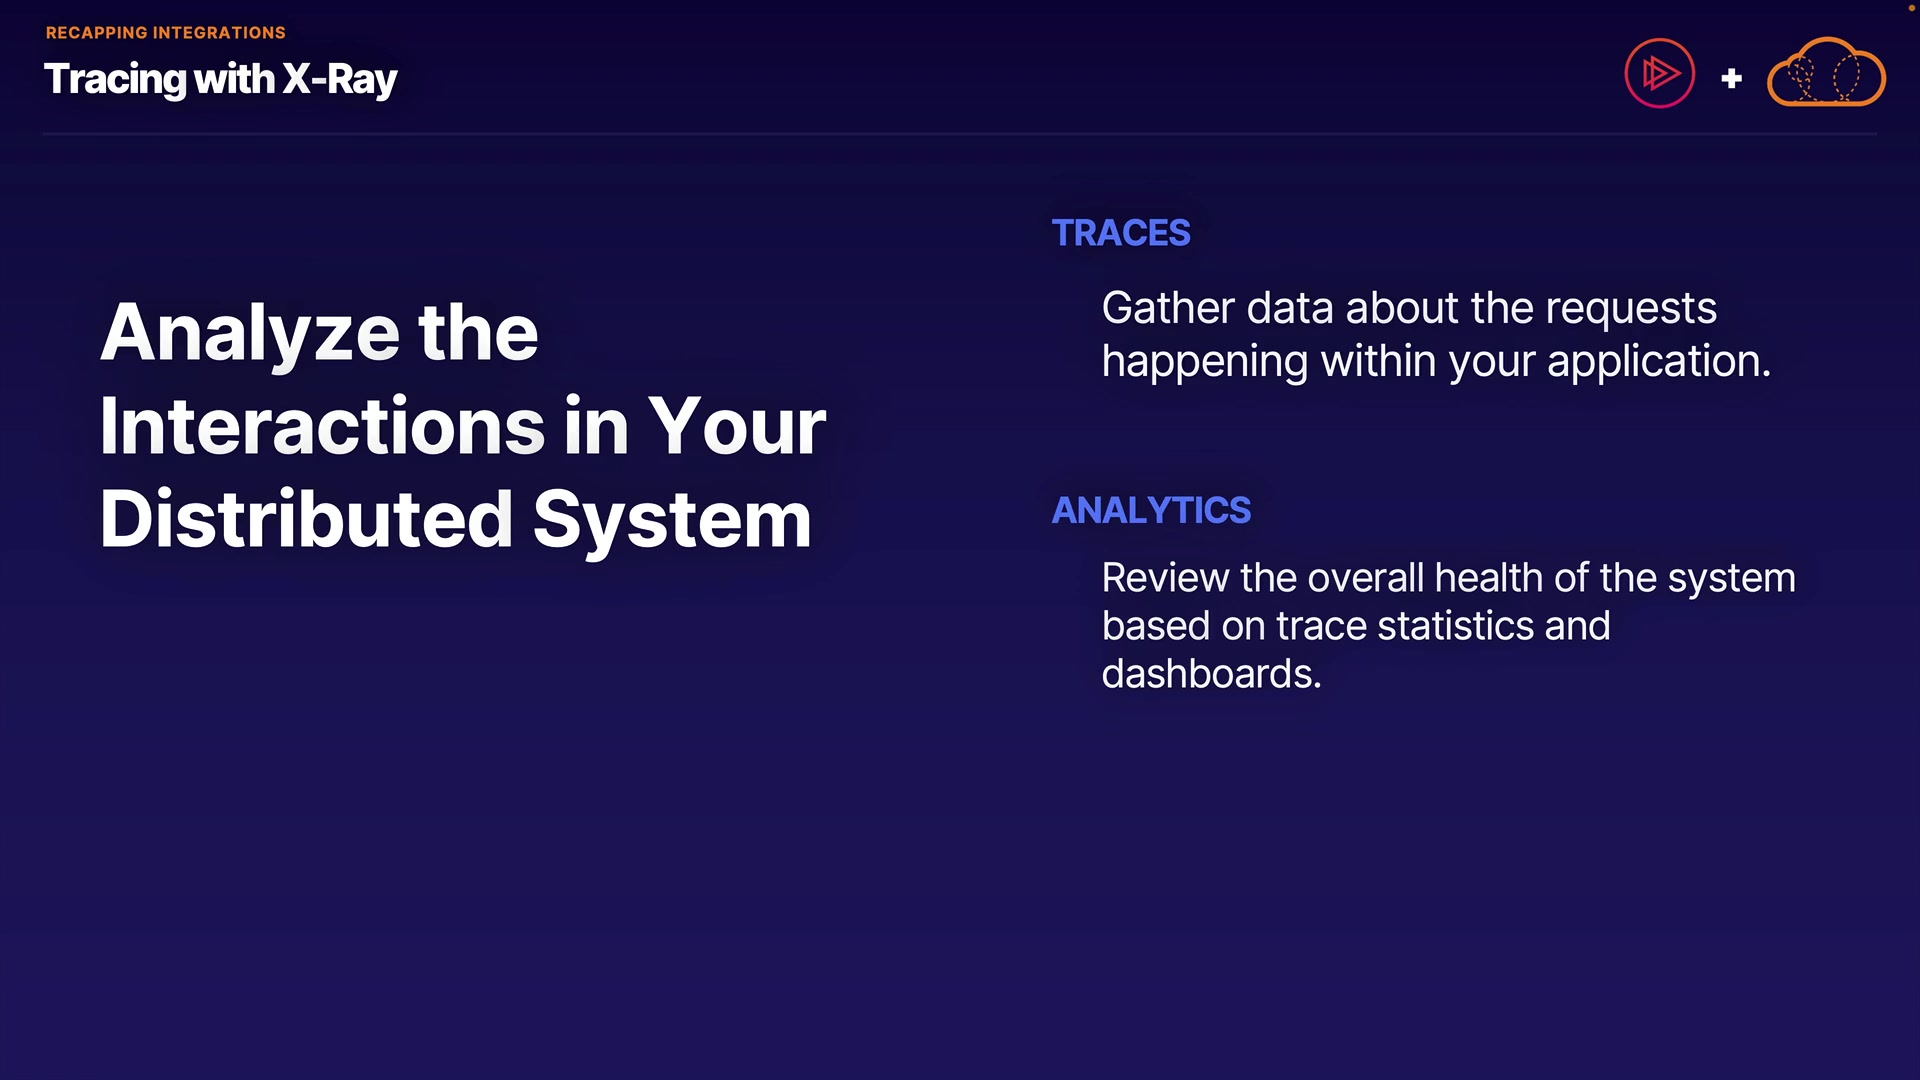 RECAPPING INTEGRATIONS
Tracing with X-Ray
+
Analyze the
Interactions in Your
Distributed System
TRACES
Gather data about the requests
happening within your application.
ANALYTICS
Review the overall health of the system
based on trace statistics and
dashboards.